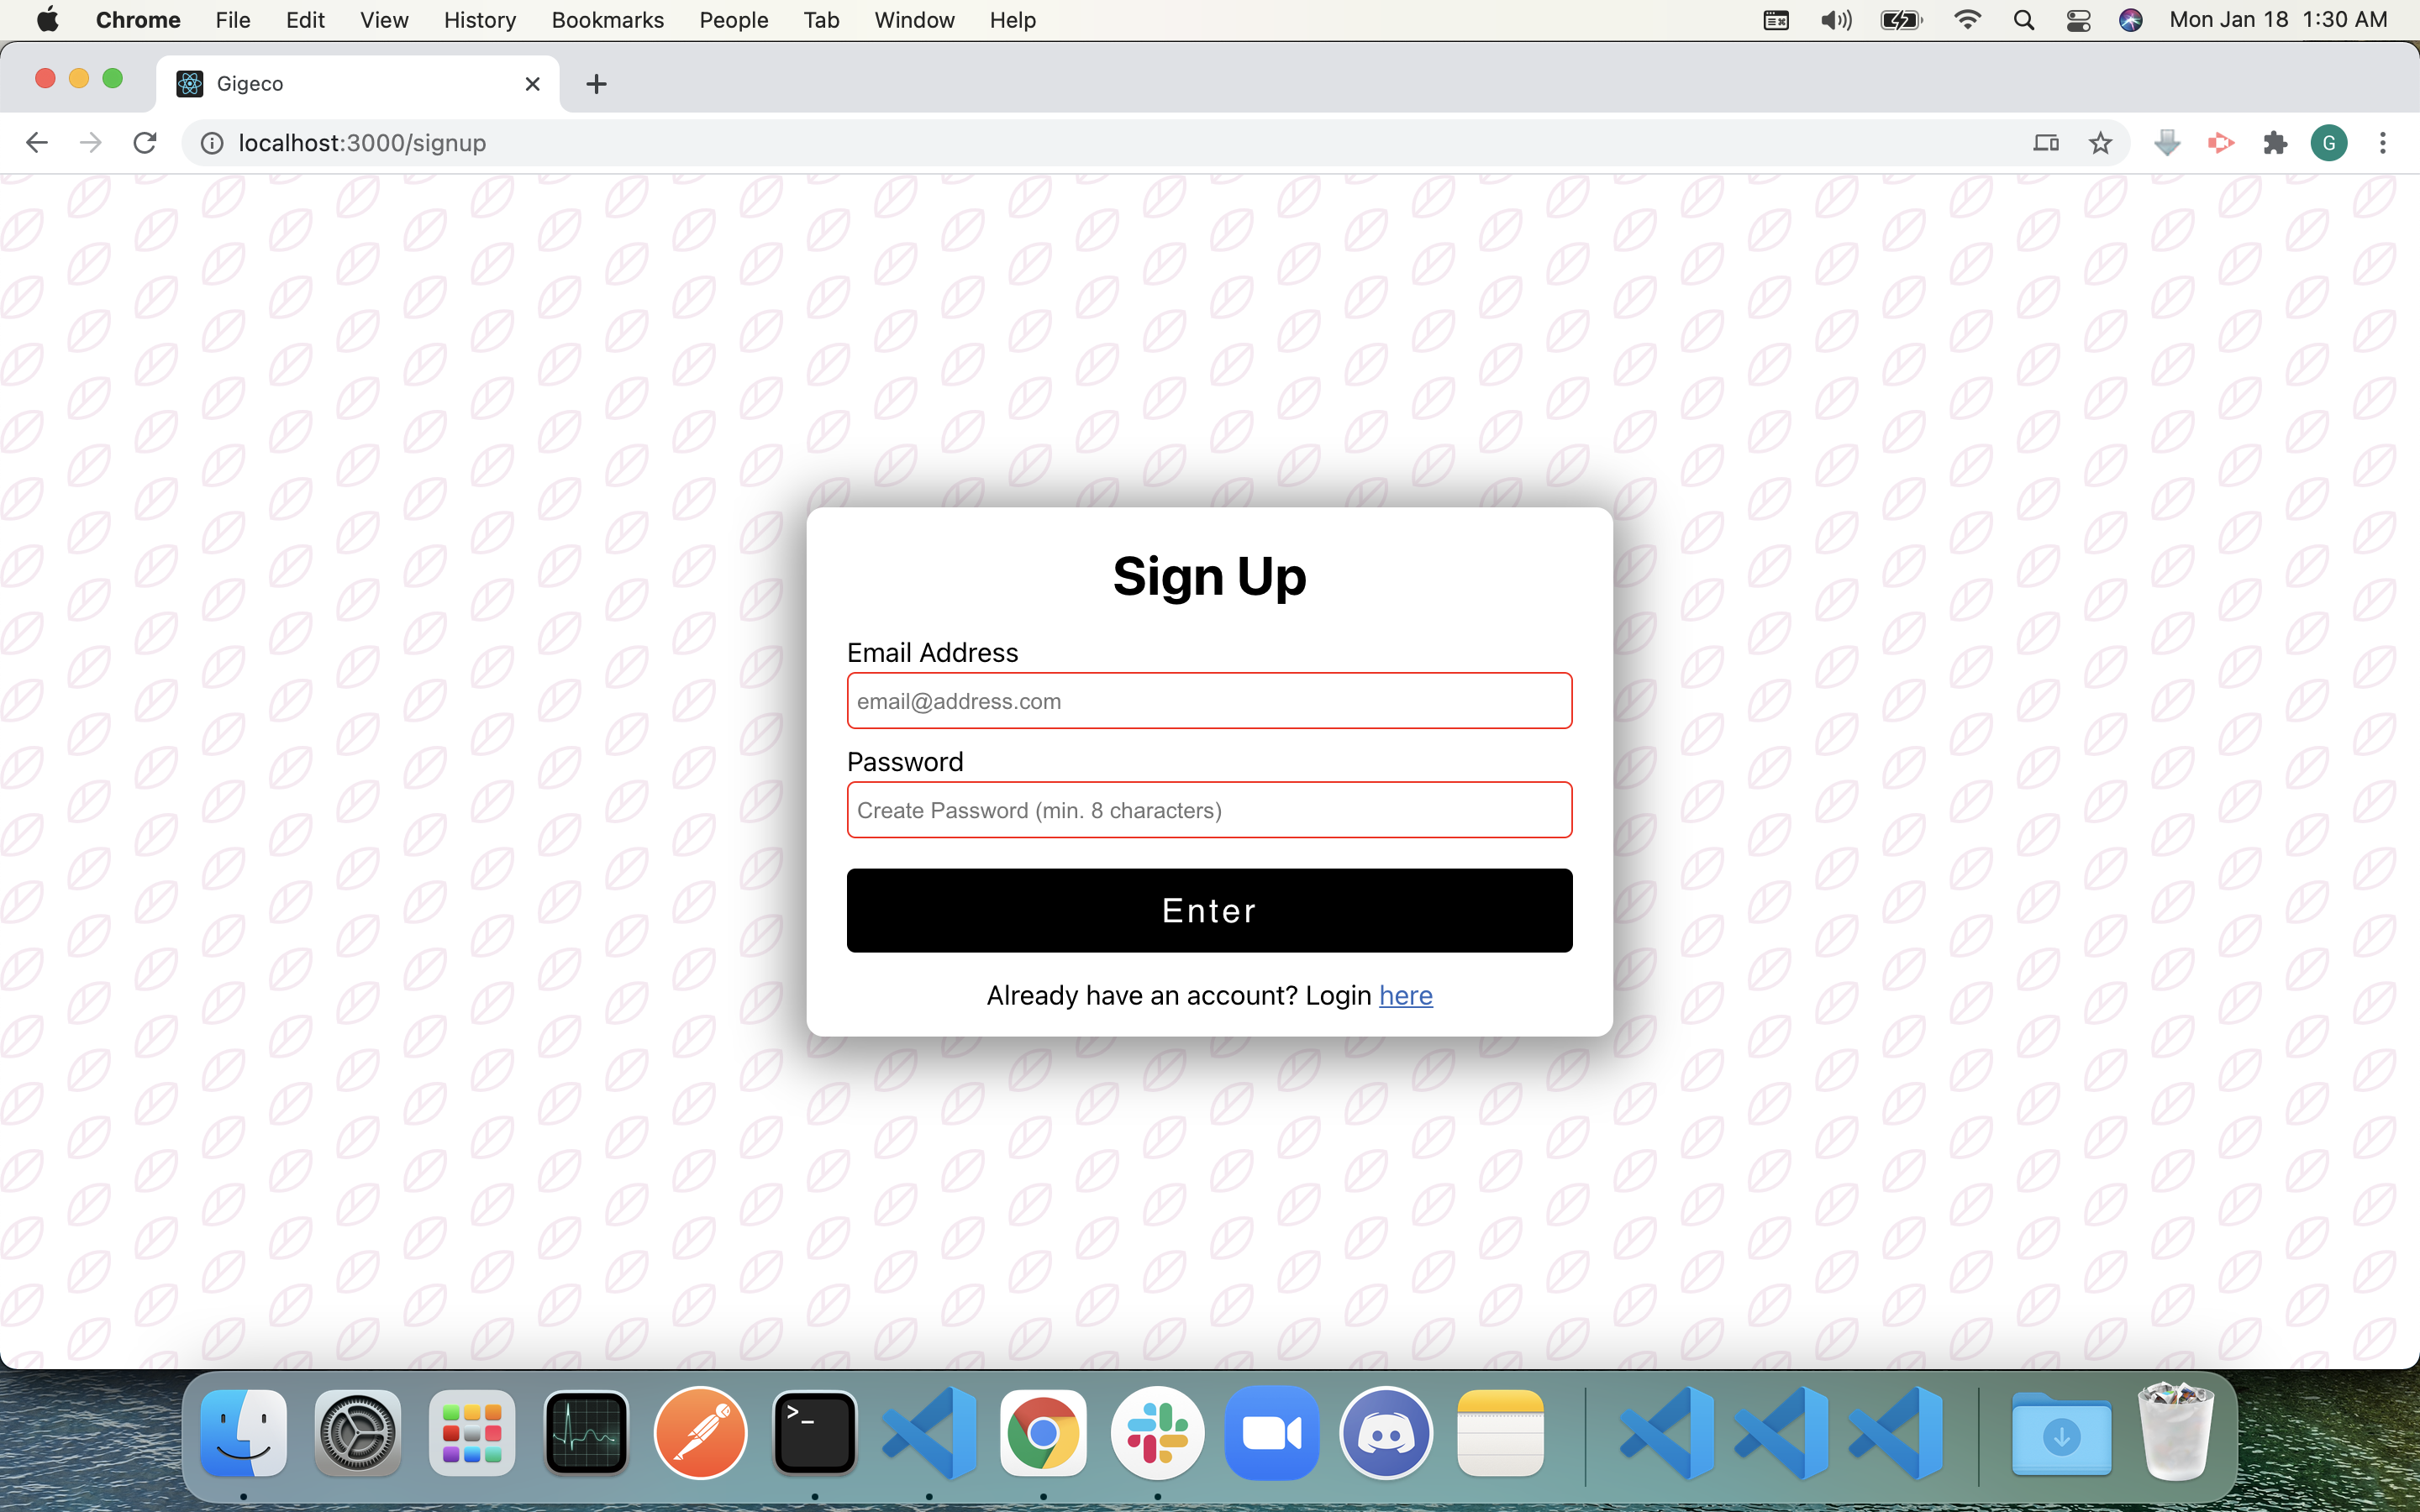 Chrome File Edit View History Bookmarks People Tab Window Help Mon Jan 18 1:30 AM
Gigeco
localhost:3000/signup
G
Sign Up
Email Address
email@address.com
Password
Create Password (min. 8 characters)
Enter
Already have an account? Login here
>_